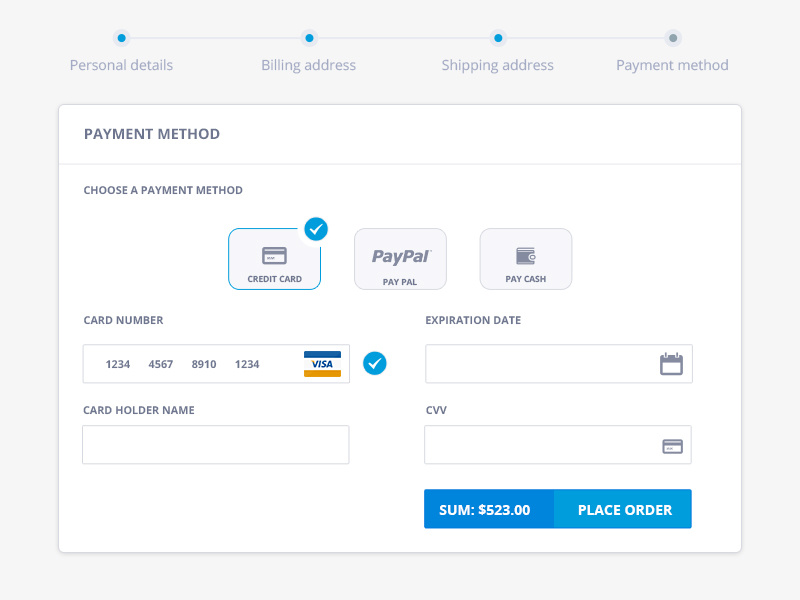 Personal details Billing address Shipping address Payment method
PAYMENT METHOD
CHOOSE A PAYMENT METHOD
CREDIT CARD
PayPal
PAY PAL
PAY CASH
CARD NUMBER
1234 4567 8910 1234 VISA
EXPIRATION DATE
CARD HOLDER NAME
CVV
SUM: $523.00 PLACE ORDER